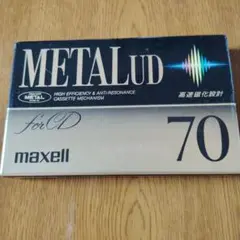 METAL UD
METAL
HIGH EFFICIENCY & ANTI-RESONANCE
CASSETTE MECHANISM
高速磁化設計
for CD
70
maxell